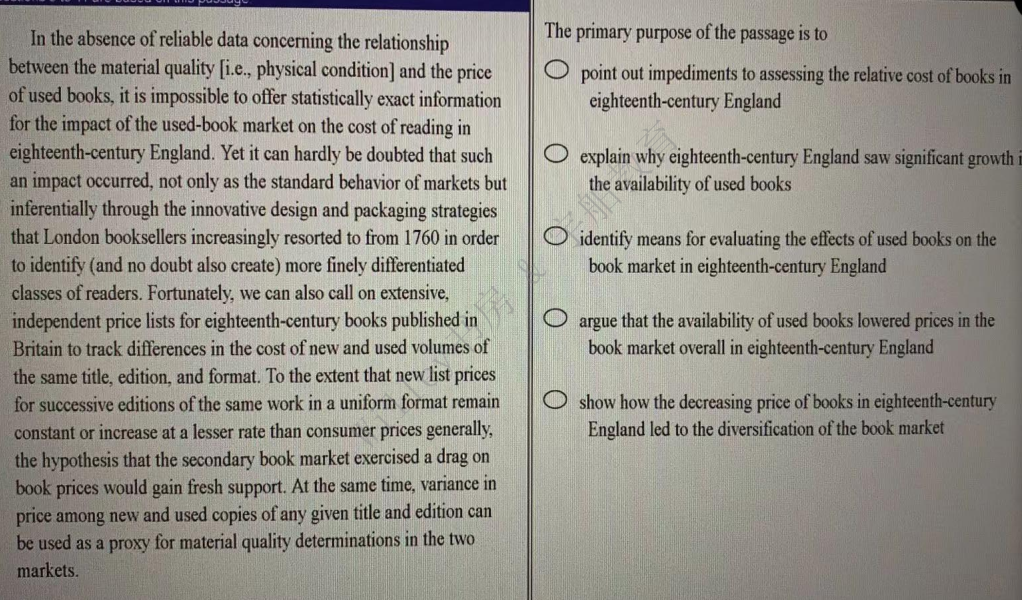 In the absence of reliable data concerning the relationship
between the material quality [i.e., physical condition] and the price
of used books, it is impossible to offer statistically exact information
for the impact of the used-book market on the cost of reading in
eighteenth-century England. Yet it can hardly be doubted that such
an impact occurred, not only as the standard behavior of markets but
inferentially through the innovative design and packaging strategies
that London booksellers increasingly resorted to from 1760 in order
to identify (and no doubt also create) more finely differentiated
classes of readers. Fortunately, we can also call on extensive,
independent price lists for eighteenth-century books published in
Britain to track differences in the cost of new and used volumes of
the same title, edition, and format. To the extent that new list prices
for successive editions of the same work in a uniform format remain
constant or increase at a lesser rate than consumer prices generally,
the hypothesis that the secondary book market exercised a drag on
book prices would gain fresh support. At the same time, variance in
price among new and used copies of any given title and edition can
be used as a proxy for material quality determinations in the two
markets.
The primary purpose of the passage is to
point out impediments to assessing the relative cost of books in
eighteenth-century England
explain why eighteenth-century England saw significant growth
the availability of used books
identify means for evaluating the effects of used books on the
book market in eighteenth-century England
argue that the availability of used books lowered prices in the
book market overall in eighteenth-century England
show how the decreasing price of books in eighteenth-century
England led to the diversification of the book market